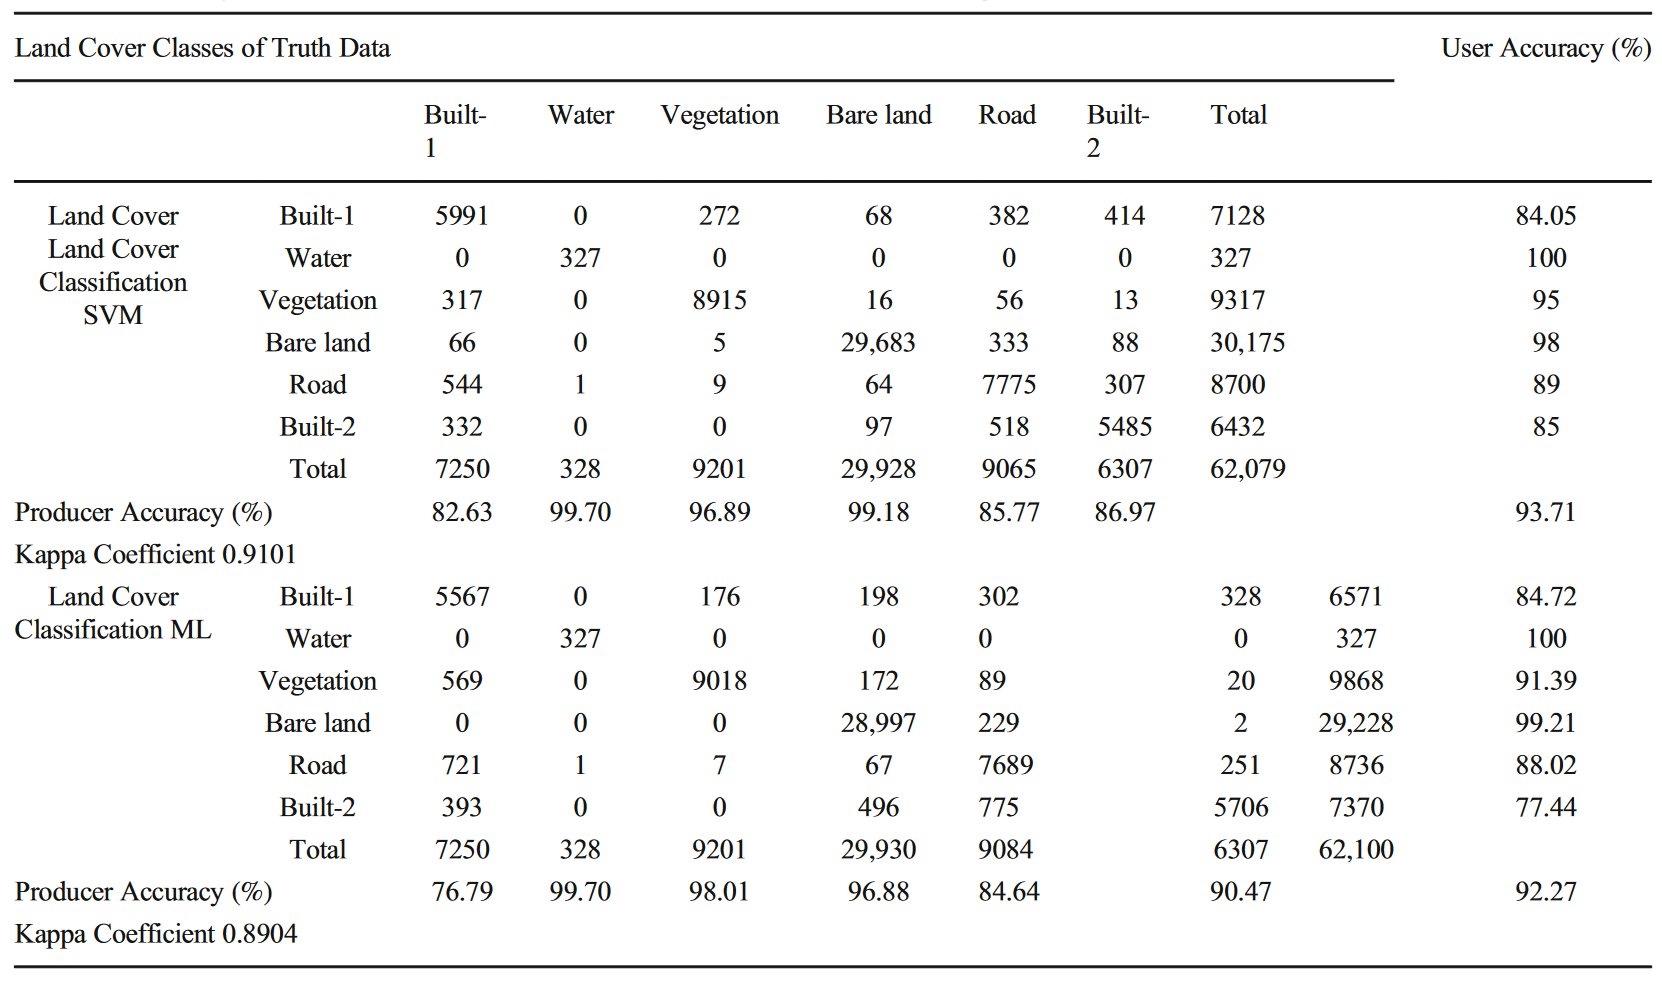 Land Cover Classes of Truth Data User Accuracy (%)
Built-1 Water Vegetation Bare land Road Built-2 Total
Land Cover Built-1 5991 0 272 68 382 414 7128 84.05
Land Cover Classification SVM Water 0 327 0 0 0 0 327 100
Vegetation 317 0 8915 16 56 13 9317 95
Bare land 66 0 5 29,683 333 88 30,175 98
Road 544 1 9 64 7775 307 8700 89
Built-2 332 0 0 97 518 5485 6432 85
Total 7250 328 9201 29,928 9065 6307 62,079
Producer Accuracy (%) 82.63 99.70 96.89 99.18 85.77 86.97 93.71
Kappa Coefficient 0.9101
Land Cover Classification ML Built-1 5567 0 176 198 302 328 6571 84.72
Water 0 327 0 0 0 0 327 100
Vegetation 569 0 9018 172 89 20 9868 91.39
Bare land 0 0 0 28,997 229 2 29,228 99.21
Road 721 1 7 67 7689 251 8736 88.02
Built-2 393 0 0 496 775 5706 7370 77.44
Total 7250 328 9201 29,930 9084 6307 62,100
Producer Accuracy (%) 76.79 99.70 98.01 96.88 84.64 90.47 92.27
Kappa Coefficient 0.8904